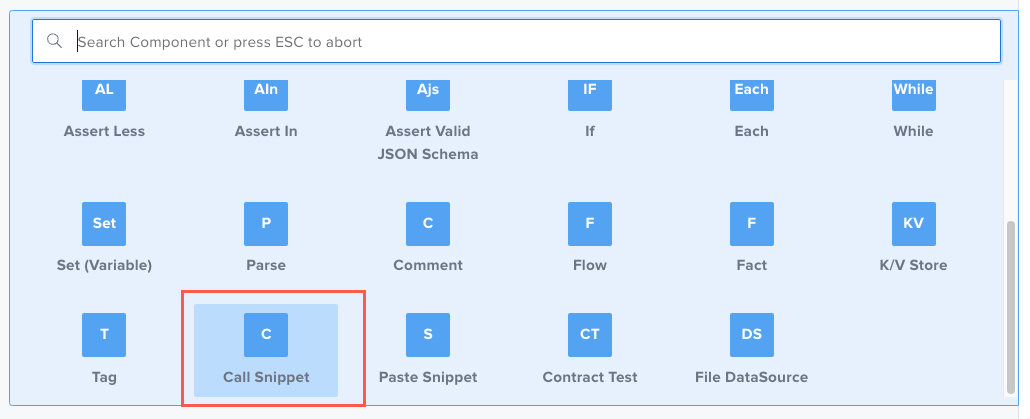 Search Component or press ESC to abort
AL AIn Ajs IF Each While
Assert Less Assert In Assert Valid If Each While
JSON Schema
Set P C F F KV
Set (Variable) Parse Comment Flow Fact K/V Store
T C S CT DS
Tag Call Snippet Paste Snippet Contract Test File DataSource